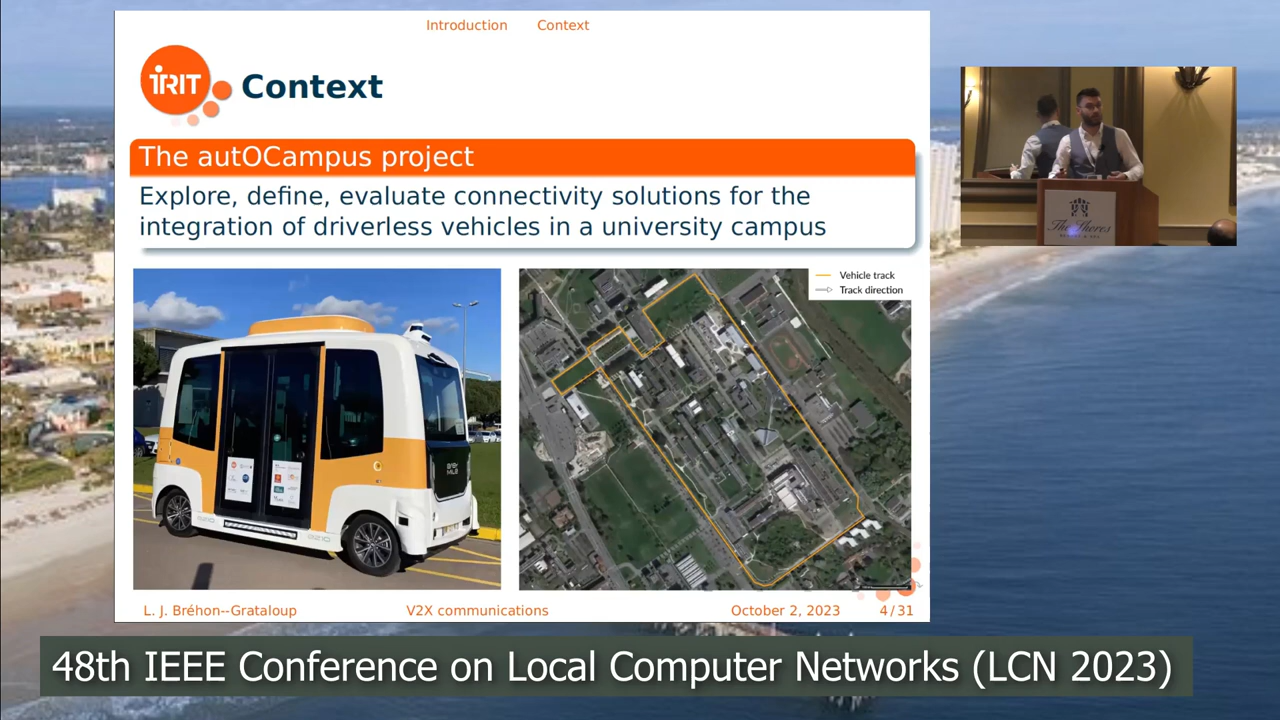 Introduction Context
iRIT
Context
The autOCampus project
Explore, define, evaluate connectivity solutions for the
integration of driverless vehicles in a university campus
Vehicle track
Track direction
The Shores
L. J. Bréhon--Grataloup V2X communications October 2, 2023 4/31
48th IEEE Conference on Local Computer Networks (LCN 2023)